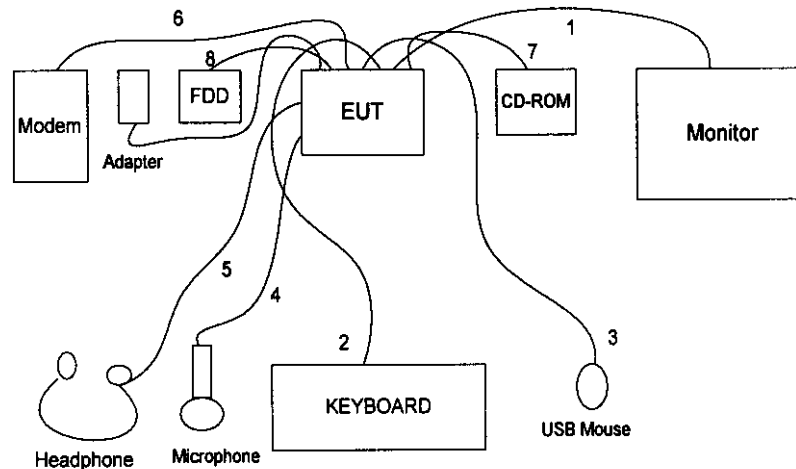 6
1
8
7
FDD
CD-ROM
EUT
Modem
Monitor
Adapter
5
4
2
3
KEYBOARD
USB Mouse
Headphone
Microphone